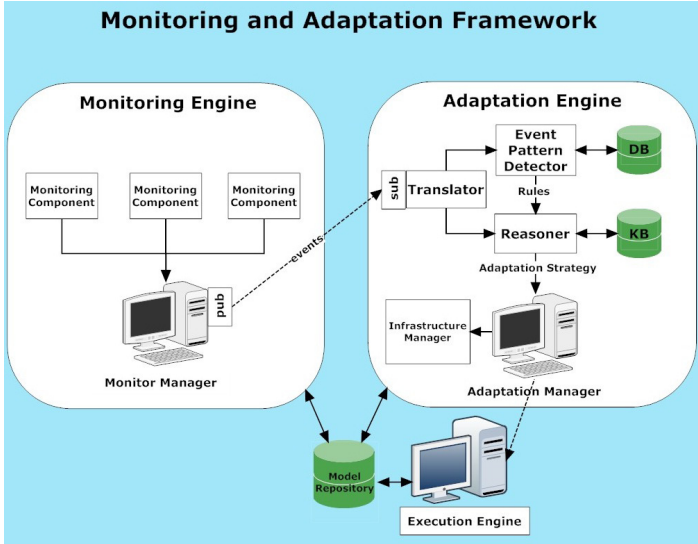 Monitoring and Adaptation Framework
Monitoring Engine
Monitoring
Component
Monitoring
Component
Monitoring
Component
pub
Monitor Manager
events
Adaptation Engine
sub
Translator
Event
Pattern
Detector
DB
Rules
Reasoner
KB
Adaptation Strategy
Infrastructure
Manager
Adaptation Manager
Model
Repository
Execution Engine